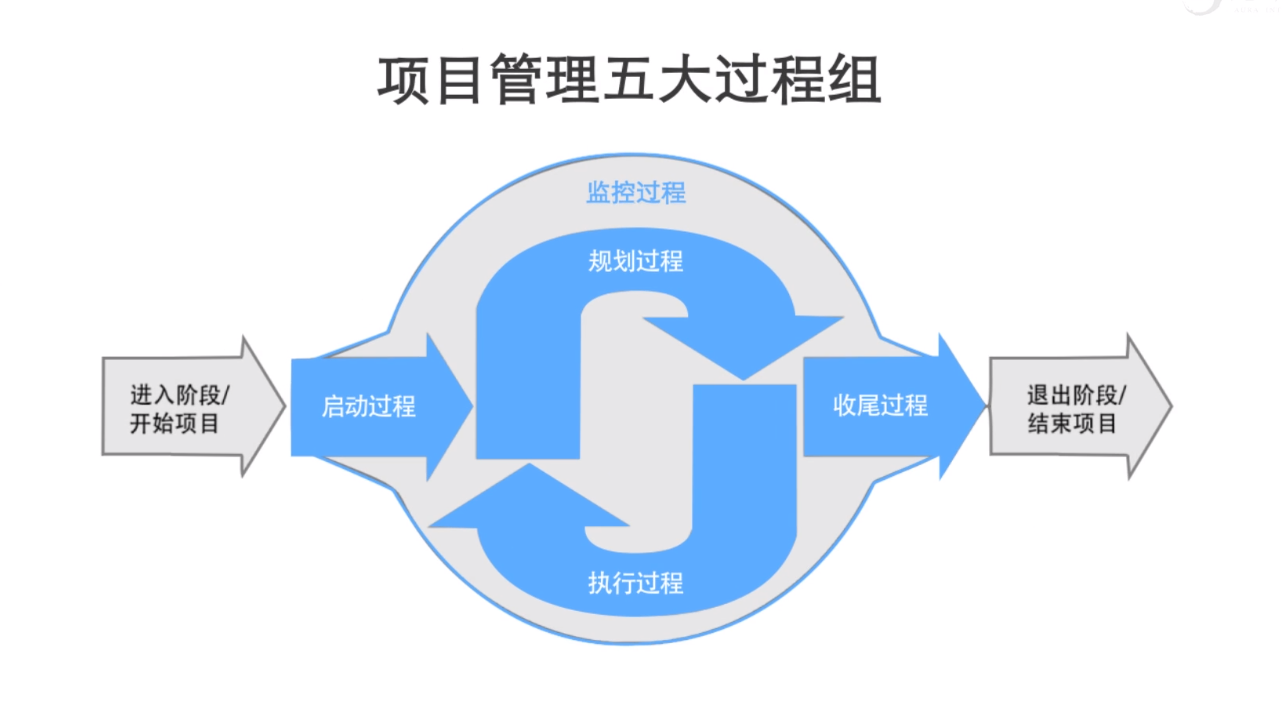 项目管理五大过程组
监控过程
规划过程
进入阶段/
开始项目
启动过程
收尾过程
退出阶段/
结束项目
执行过程